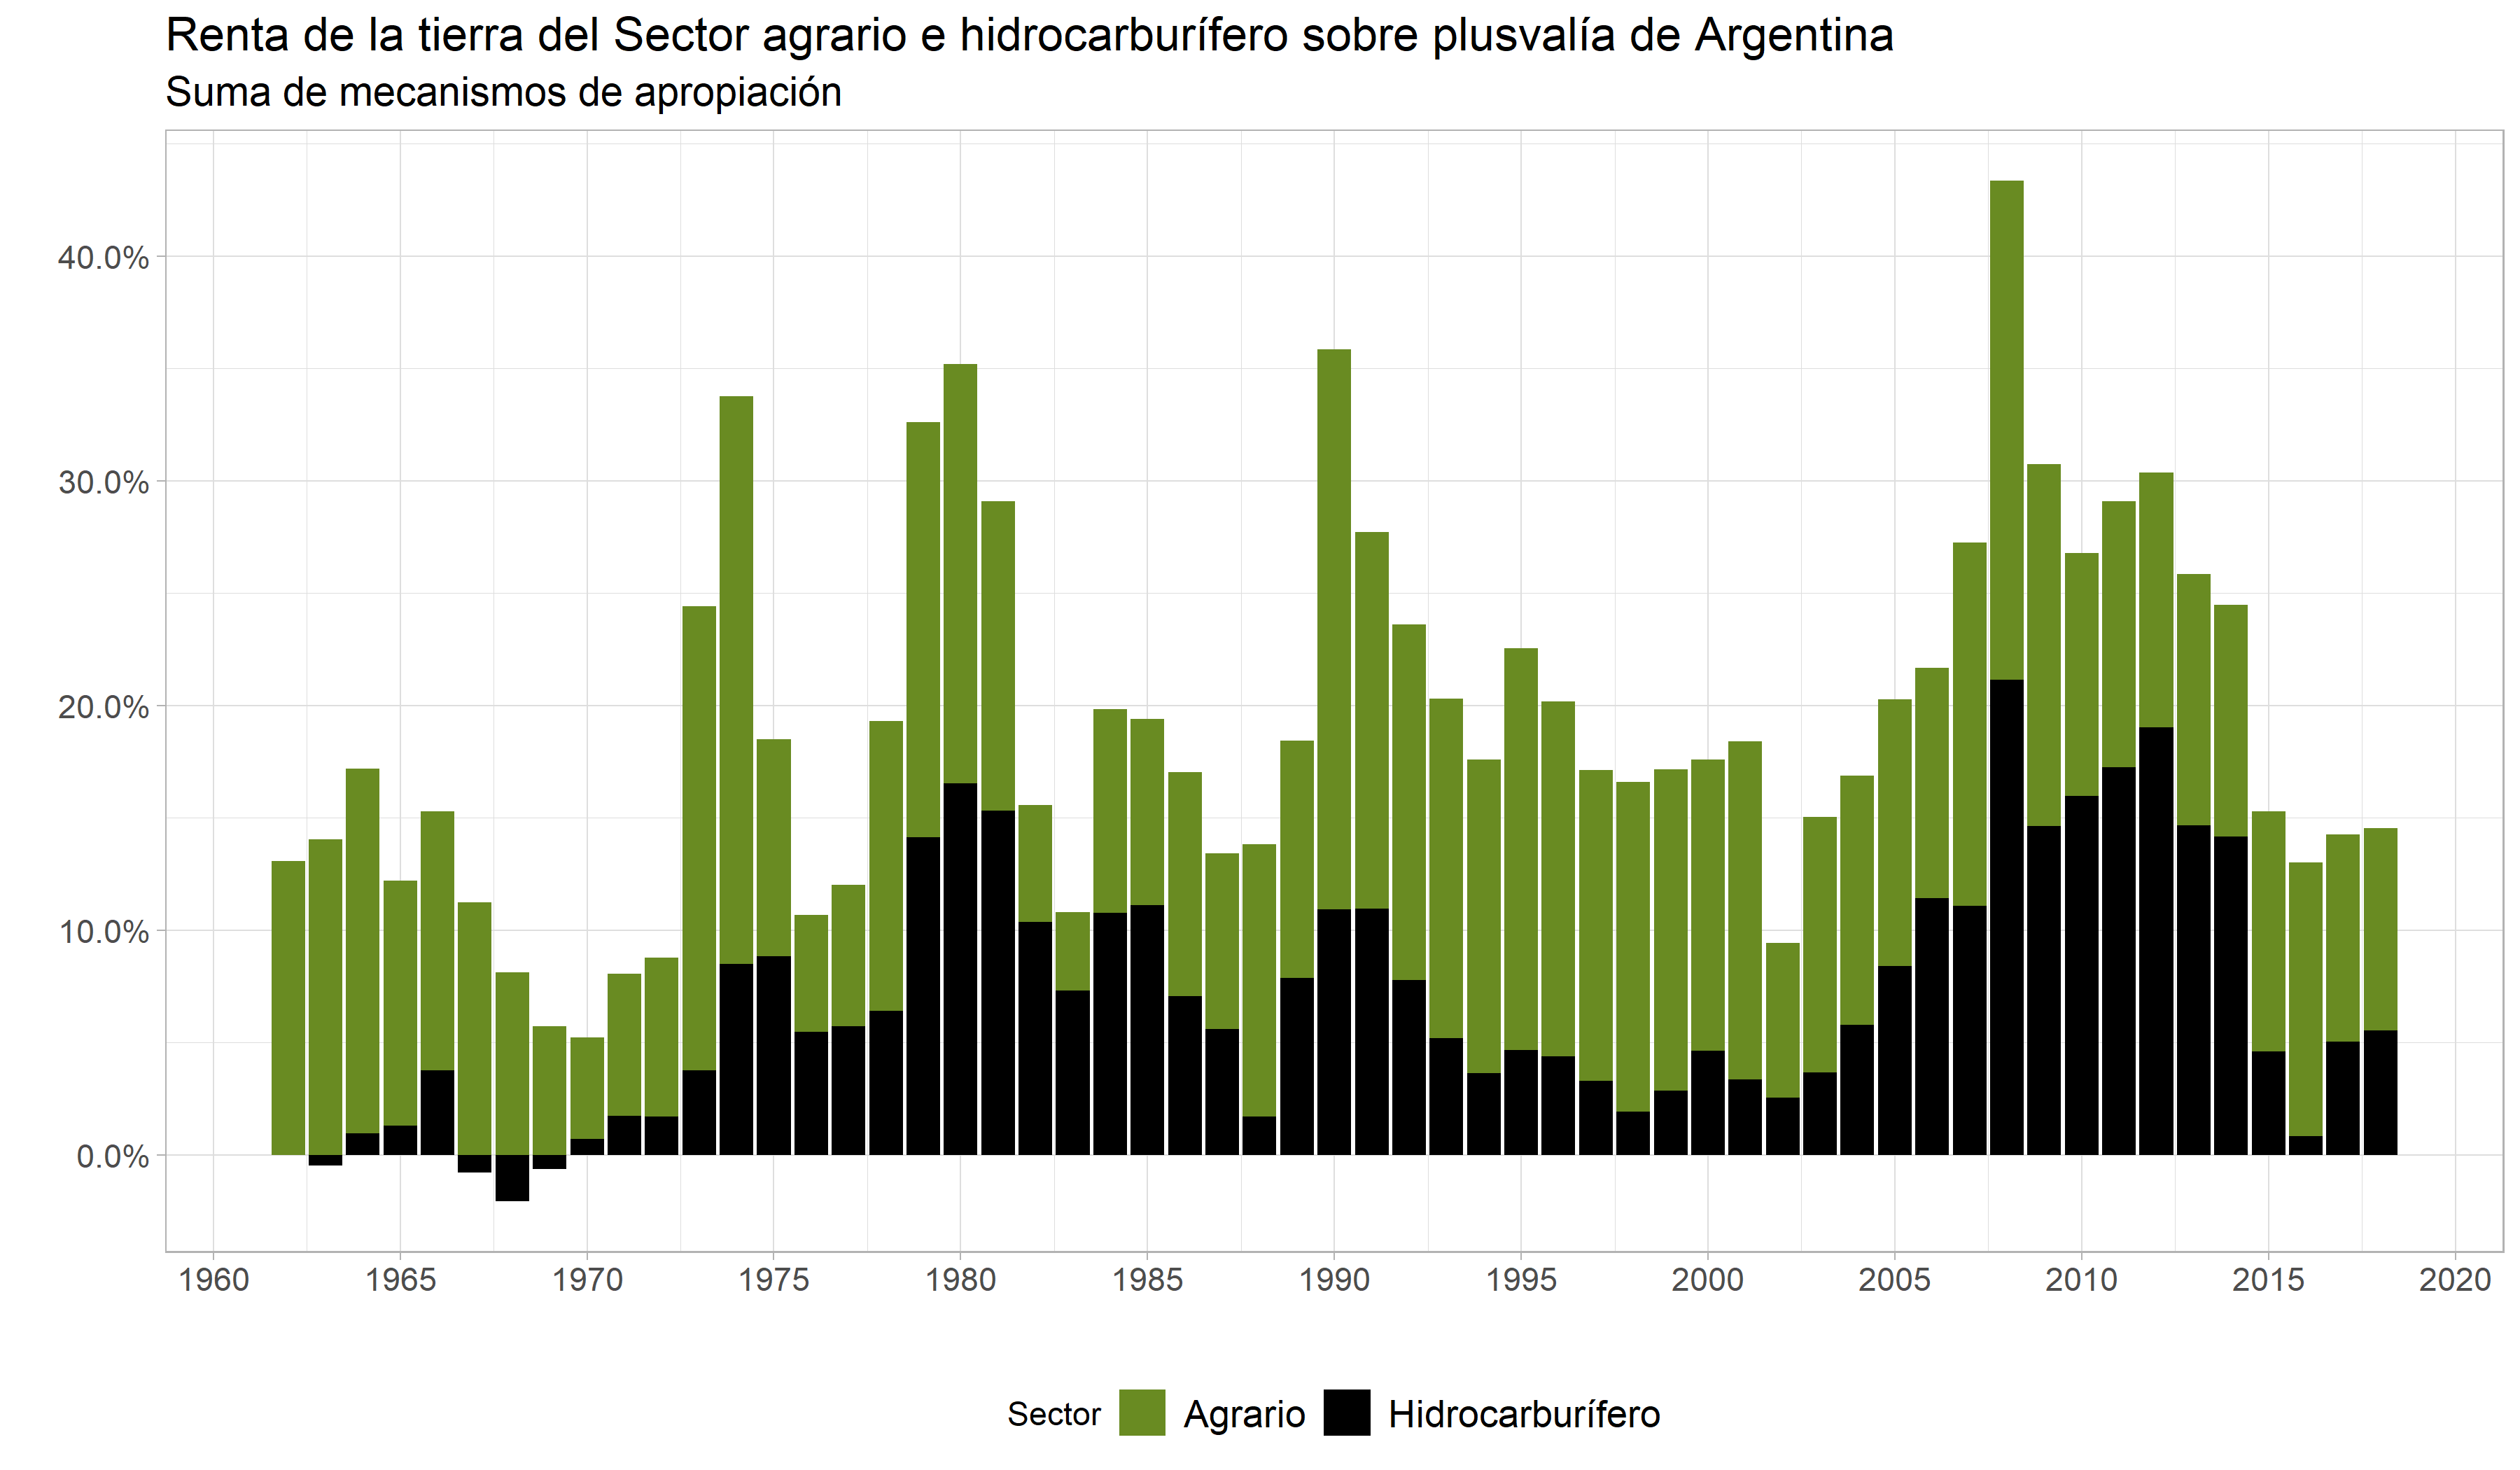 Renta de la tierra del Sector agrario e hidrocarburífero sobre plusvalía de Argentina
Suma de mecanismos de apropiación
40.0%
30.0%
20.0%
10.0%
0.0%
1960 1965 1970 1975 1980 1985 1990 1995 2000 2005 2010 2015 2020
Sector Agrario Hidrocarburífero